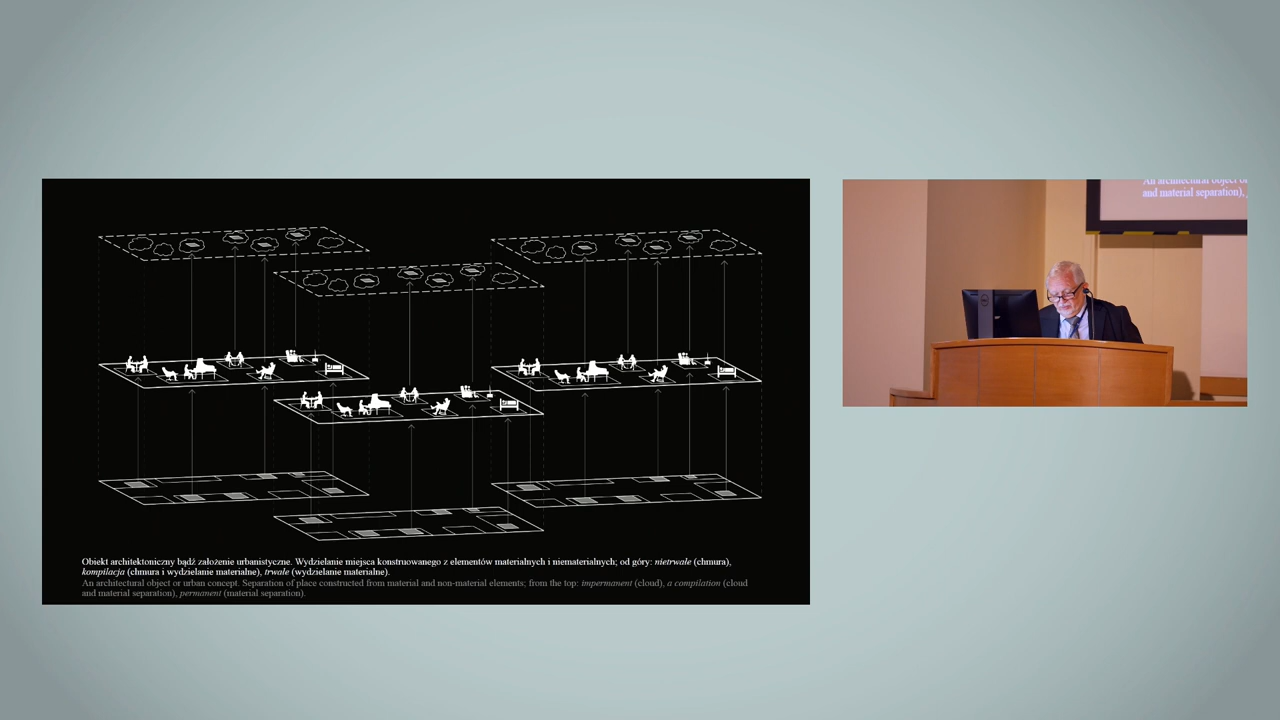 Obiekt architektoniczny bądź założenie urbanistyczne. Wydzielanie miejsca konstruowanego z elementów materialnych i niematerialnych; od góry: nietrwałe (chmura),
kompilacja (chmura i wydzielanie materialne), trwałe (wydzielanie materialne).
An architectural object or urban concept. Separation of place constructed from material and non-material elements; from the top: impermanent (cloud), a compilation (cloud
and material separation), permanent (material separation).
An architectural object or
and material separation),
DELL